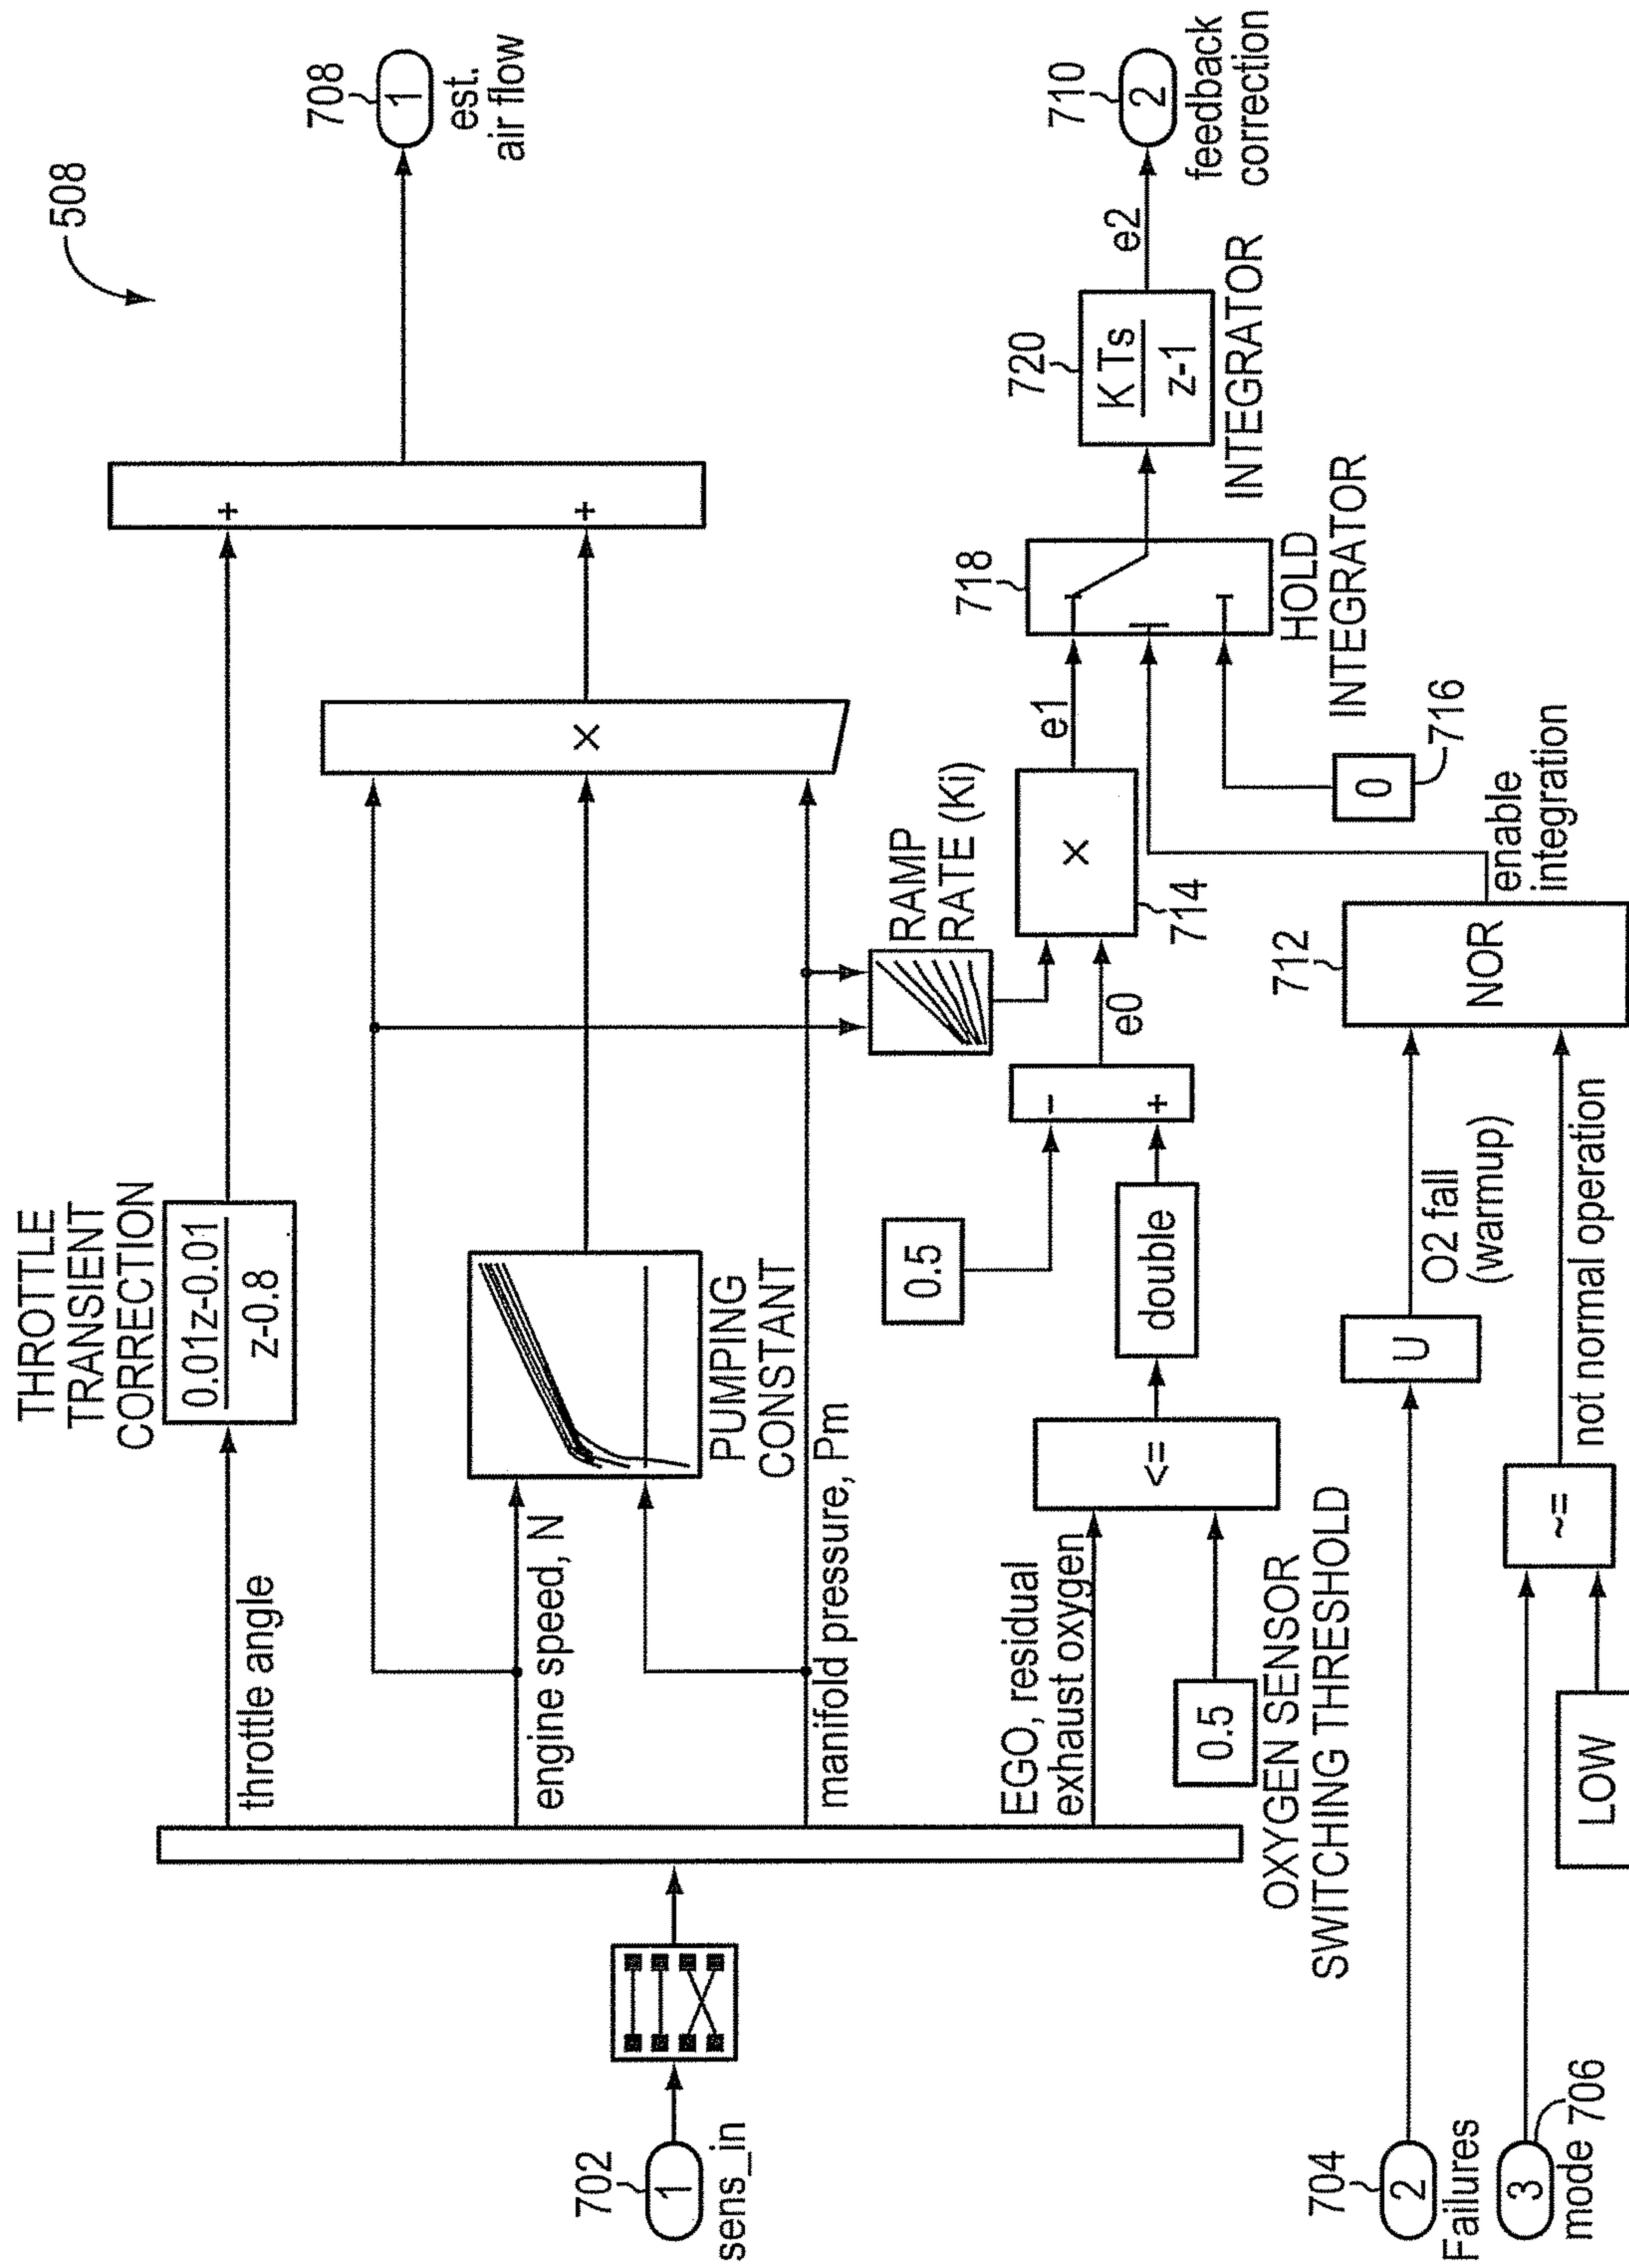 508
THROTTLE
TRANSIENT
CORRECTION
throttle angle
0.01z-0.01
z-0.8
+
+
708
1
est.
air flow
engine speed, N
PUMPING
CONSTANT
×
manifold pressure, Pm
702
1
sens_in
RAMP
RATE (Ki)
EGO, residual
exhaust oxygen
0.5
OXYGEN SENSOR
SWITCHING THRESHOLD
<=
double
0.5
-
+
e0
×
714
e1
718
HOLD
INTEGRATOR
0
716
720
K Ts
z-1
INTEGRATOR
e2
710
2
feedback
correction
704
2
Failures
U
O2 fall
(warmup)
712
NOR
enable
integration
3
mode 706
LOW
~=
not normal operation